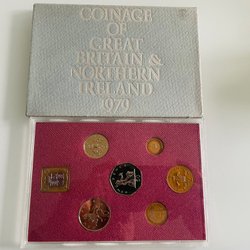 COINAGE OF
GREAT
BRITAIN &
NORTHERN
IRELAND
1979